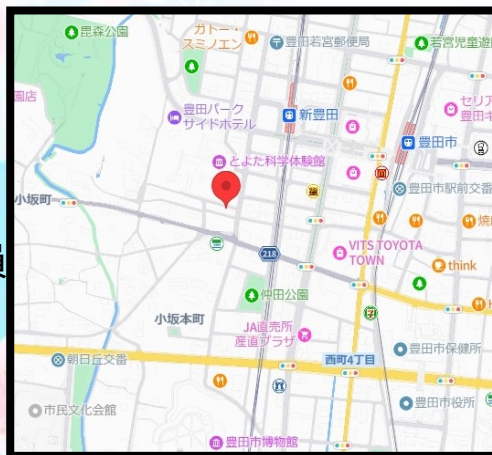 毘森公園
ガトー・
スミノエン
豊田若宮郵便局
若宮児童遊
園店
豊田パーク
サイドホテル
新豊田
セリア
豊田ギ
豊田市
とよた科学体験館
小坂町
豊田市駅前交番
焼肉
VITS TOYOTA
TOWN
218
think
仲田公園
小坂本町
JA直売所
産直プラザ
西町4丁目
豊田市保健所
朝日丘交番
市民文化会館
豊田市役所
豊田市博物館